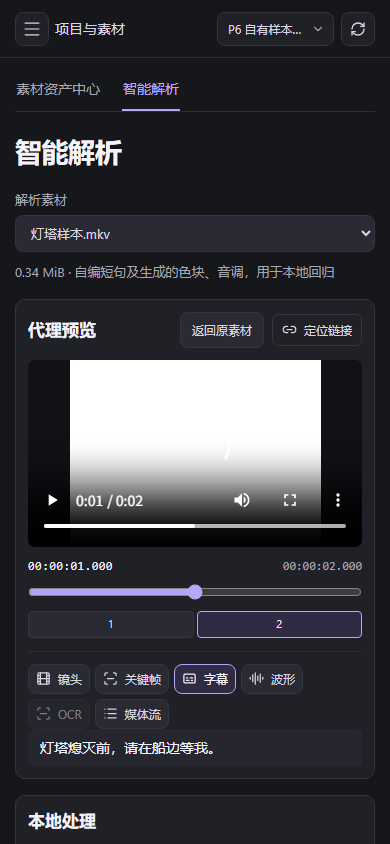 项目与素材
P6 自有样本...
素材资产中心
智能解析
智能解析
解析素材
灯塔样本.mkv
0.34 MiB · 自编短句及生成的色块、音调，用于本地回归
代理预览
返回原素材
定位链接
0:01 / 0:02
00:00:01.000
00:00:02.000
1
2
镜头
关键帧
字幕
波形
OCR
媒体流
灯塔熄灭前，请在船边等我。
本地处理